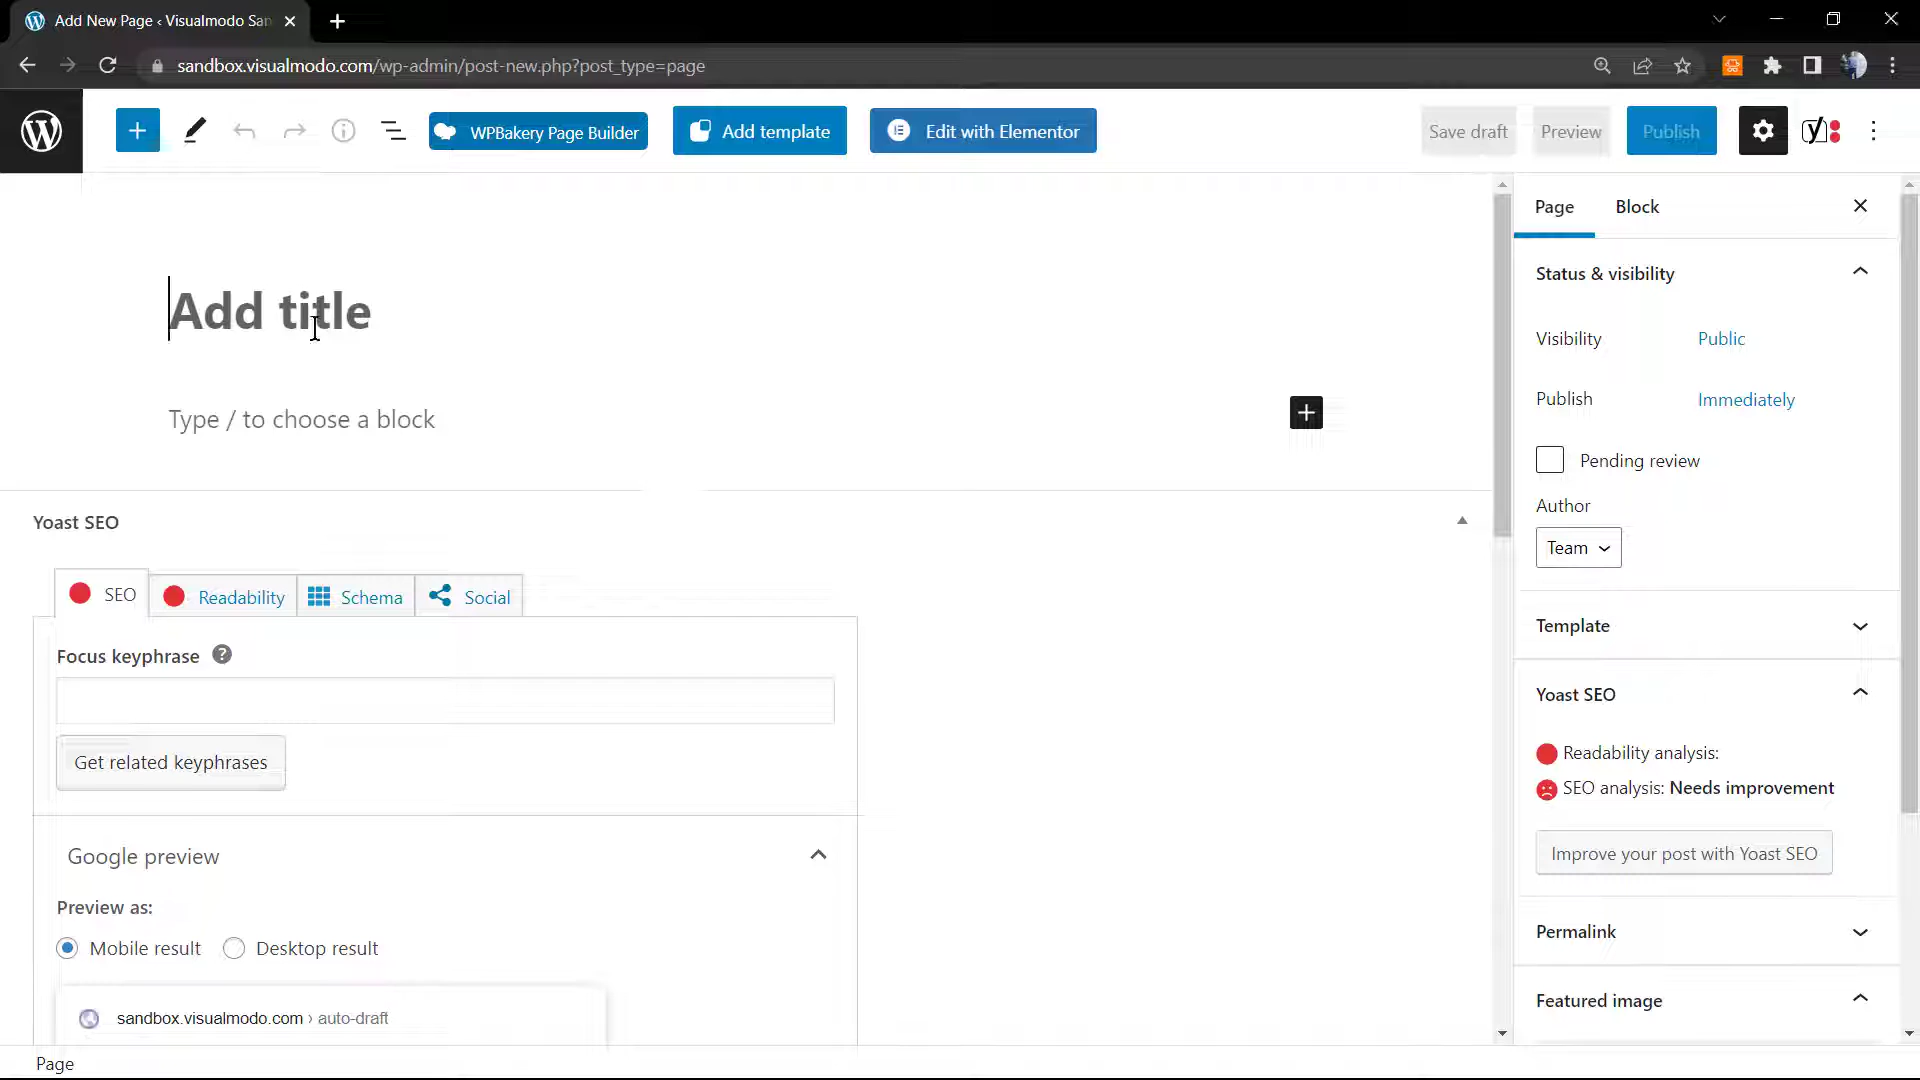 Add New Page ‹ Visualmodo San
sandbox.visualmodo.com/wp-admin/post-new.php?post_type=page
WPBakery Page Builder
Add template
Edit with Elementor
Save draft
Preview
Publish
Page
Block
Status & visibility
Add title
Visibility
Public
Publish
Immediately
Type / to choose a block
Pending review
Author
Team
Yoast SEO
SEO
Readability
Schema
Social
Template
Focus keyphrase
Yoast SEO
Get related keyphrases
Readability analysis:
SEO analysis: Needs improvement
Improve your post with Yoast SEO
Google preview
Preview as:
Permalink
Mobile result
Desktop result
Featured image
sandbox.visualmodo.com › auto-draft
Page